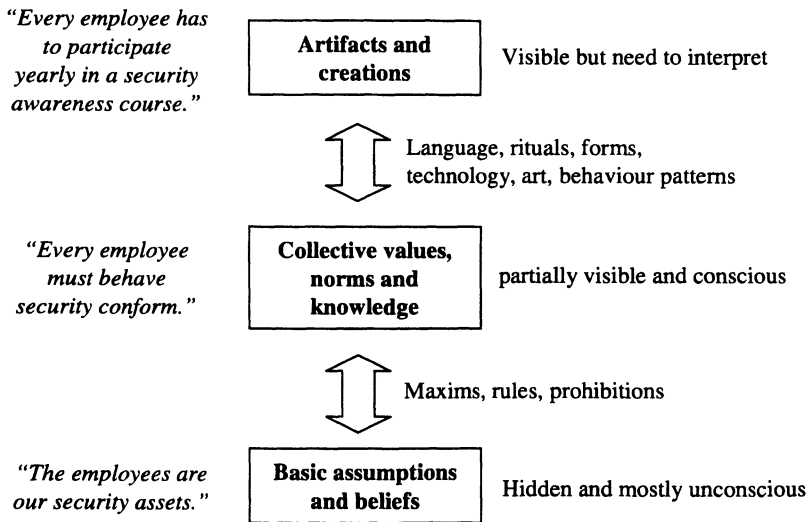 “Every employee has
to participate
yearly in a security
awareness course.”
Artifacts and
creations
Visible but need to interpret
Language, rituals, forms,
technology, art, behaviour patterns
“Every employee
must behave
security conform.”
Collective values,
norms and
knowledge
partially visible and conscious
Maxims, rules, prohibitions
“The employees are
our security assets.”
Basic assumptions
and beliefs
Hidden and mostly unconscious